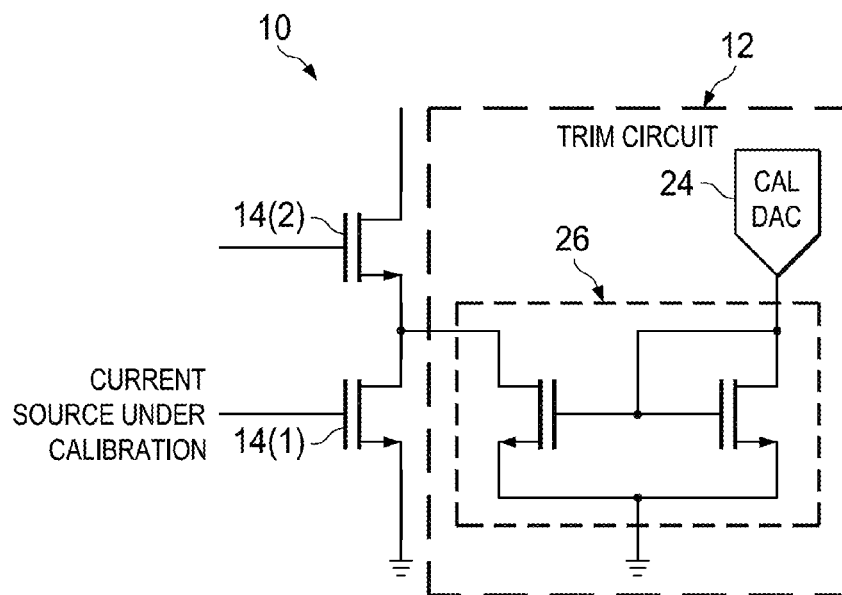 10
12
TRIM CIRCUIT
24
CAL
DAC
14(2)
26
CURRENT
SOURCE UNDER
CALIBRATION
14(1)